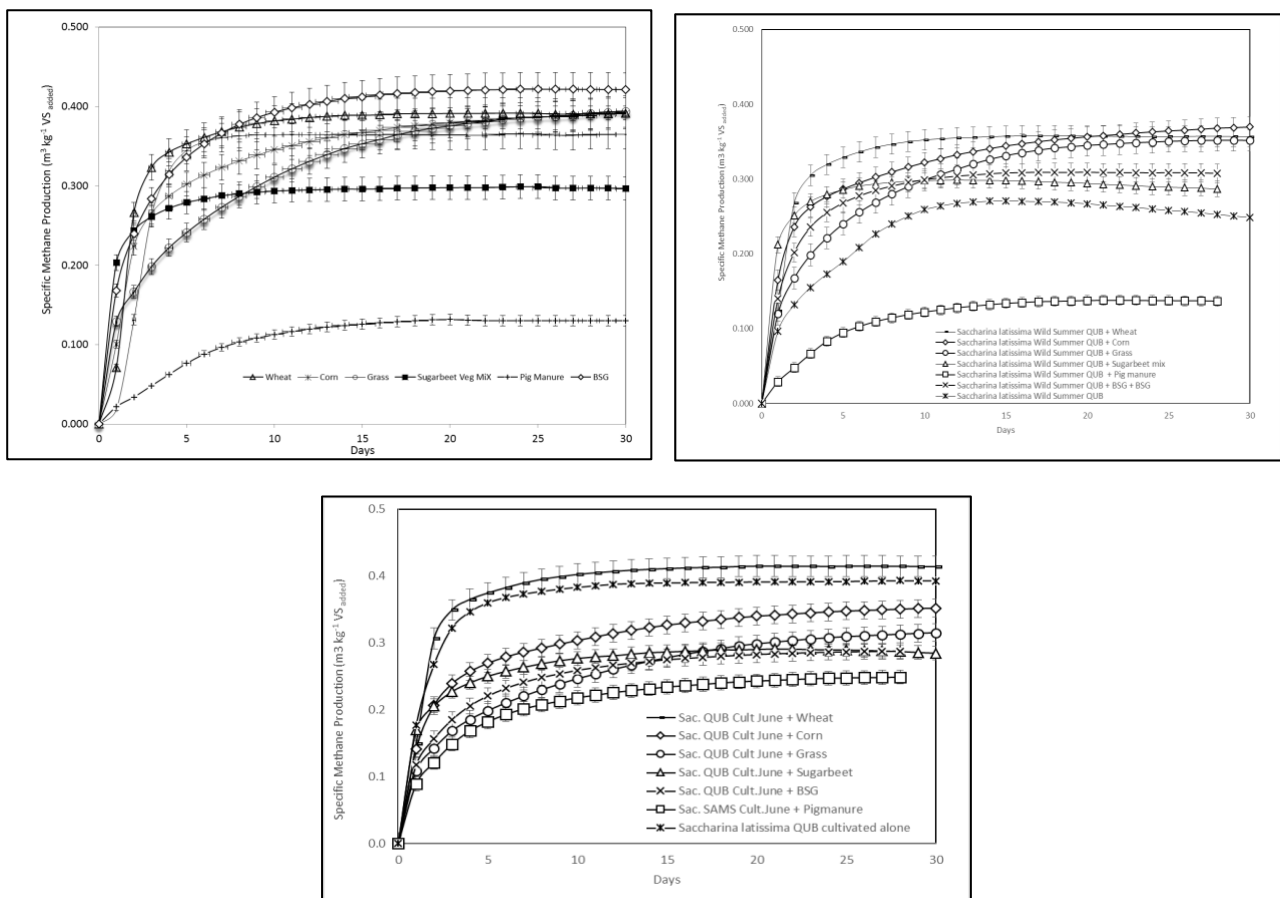 0.500
0.400
0.300
0.200
0.100
0.000
Specific Methane Production (m³ kg⁻¹ VS added)
Wheat Corn Grass Sugarbeet Veg MiX Pig Manure BSG
0 5 10 15 20 25 30
Days
0.500
0.400
0.300
0.200
0.100
0.000
Specific Methane Production (m3 kg⁻¹ VS added)
Saccharina latissima Wild Summer QUB + Wheat
Saccharina latissima Wild Summer QUB + Corn
Saccharina latissima Wild Summer QUB + Grass
Saccharina latissima Wild Summer QUB + Sugarbeet mix
Saccharina latissima Wild Summer QUB + Pig manure
Saccharina latissima Wild Summer QUB + BSG + BSG
Saccharina latissima Wild Summer QUB
0 5 10 15 20 25 30
Days
0.5
0.4
0.3
0.2
0.1
0.0
Specific Methane Production (m3 kg⁻¹ VS added)
Sac. QUB Cult June + Wheat
Sac. QUB Cult June + Corn
Sac. QUB Cult June + Grass
Sac. QUB Cult.June + Sugarbeet
Sac. QUB Cult.June + BSG
Sac. SAMS Cult.June + Pigmanure
Saccharina latissima QUB cultivated alone
0 5 10 15 20 25 30
Days